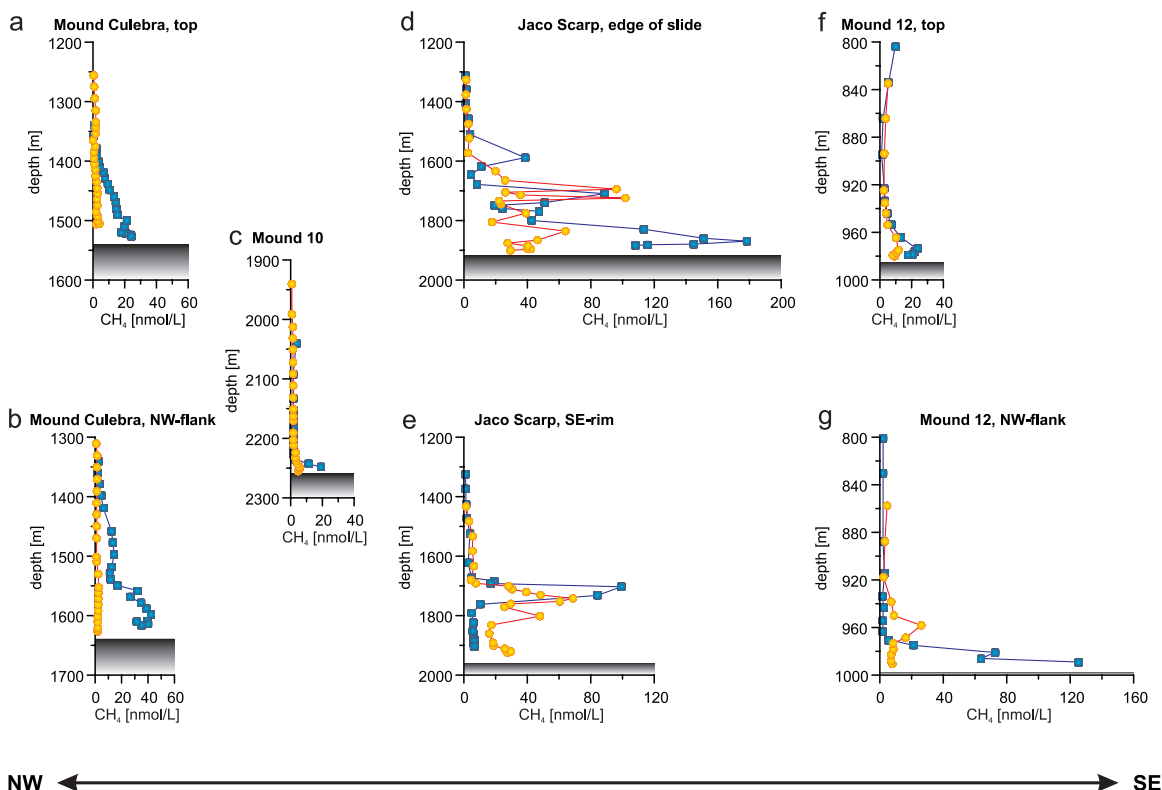 a
Mound Culebra, top
1200
1300
1400
1500
1600
depth [m]
0 20 40 60
CH₄ [nmol/L]
b
Mound Culebra, NW-flank
1300
1400
1500
1600
1700
depth [m]
0 20 40 60
CH₄ [nmol/L]
c
Mound 10
1900
2000
2100
2200
2300
depth [m]
0 20 40
CH₄ [nmol/L]
d
Jaco Scarp, edge of slide
1200
1400
1600
1800
2000
depth [m]
0 40 80 120 160 200
CH₄ [nmol/L]
e
Jaco Scarp, SE-rim
1200
1400
1600
1800
2000
depth [m]
0 40 80 120
CH₄ [nmol/L]
f
Mound 12, top
800
840
880
920
960
1000
depth [m]
0 20 40
CH₄ [nmol/L]
g
Mound 12, NW-flank
800
840
880
920
960
1000
depth [m]
0 40 80 120 160
CH₄ [nmol/L]
NW SE